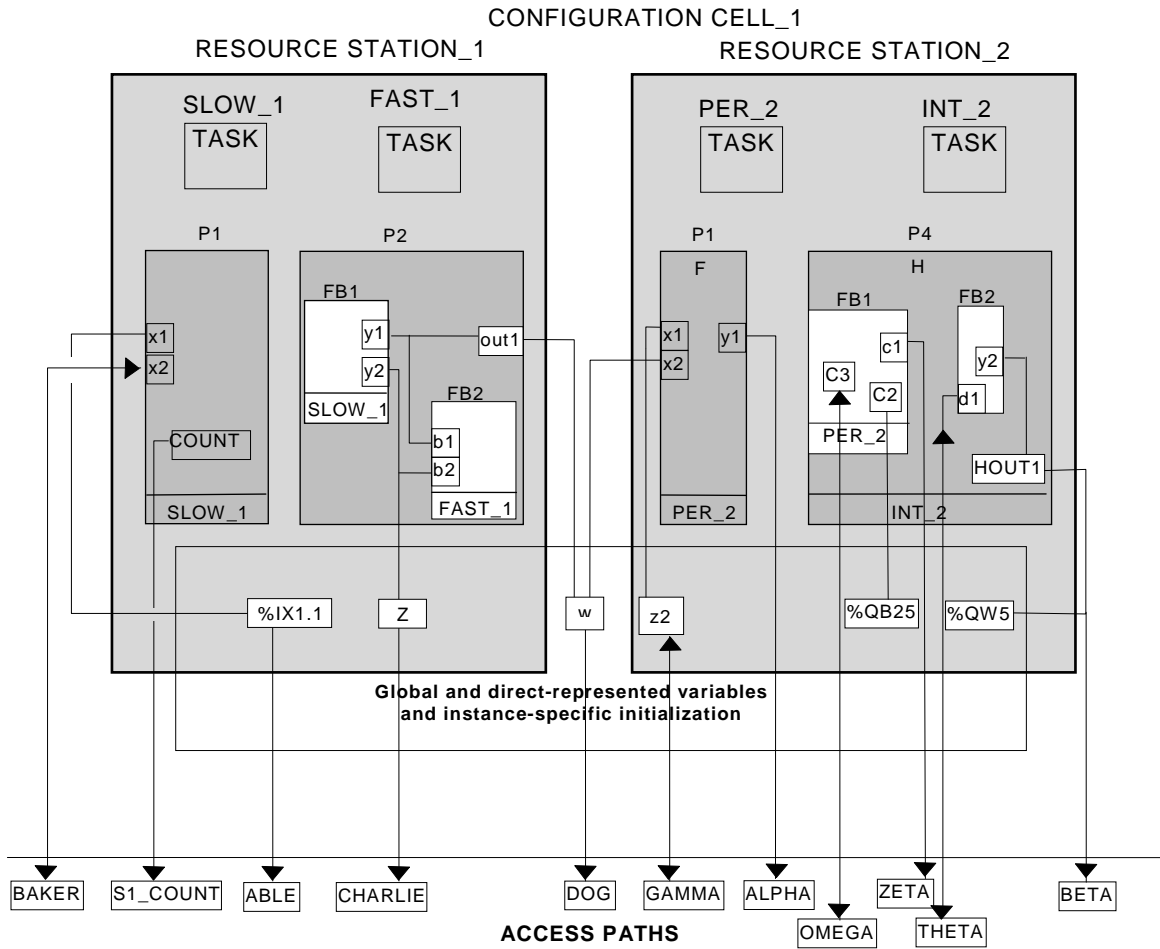 CONFIGURATION CELL_1
RESOURCE STATION_1
RESOURCE STATION_2
SLOW_1
FAST_1
PER_2
INT_2
TASK
TASK
TASK
TASK
P1
P2
P1
P4
F
H
FB1
FB1
FB2
x1
x2
y1
y2
out1
x1
x2
y1
c1
y2
C3
C2
d1
SLOW_1
FB2
PER_2
COUNT
b1
b2
HOUT1
SLOW_1
FAST_1
PER_2
INT_2
%IX1.1
Z
w
z2
%QB25
%QW5
Global and direct-represented variables
and instance-specific initialization
BAKER
S1_COUNT
ABLE
CHARLIE
DOG
GAMMA
ALPHA
ZETA
BETA
OMEGA
THETA
ACCESS PATHS